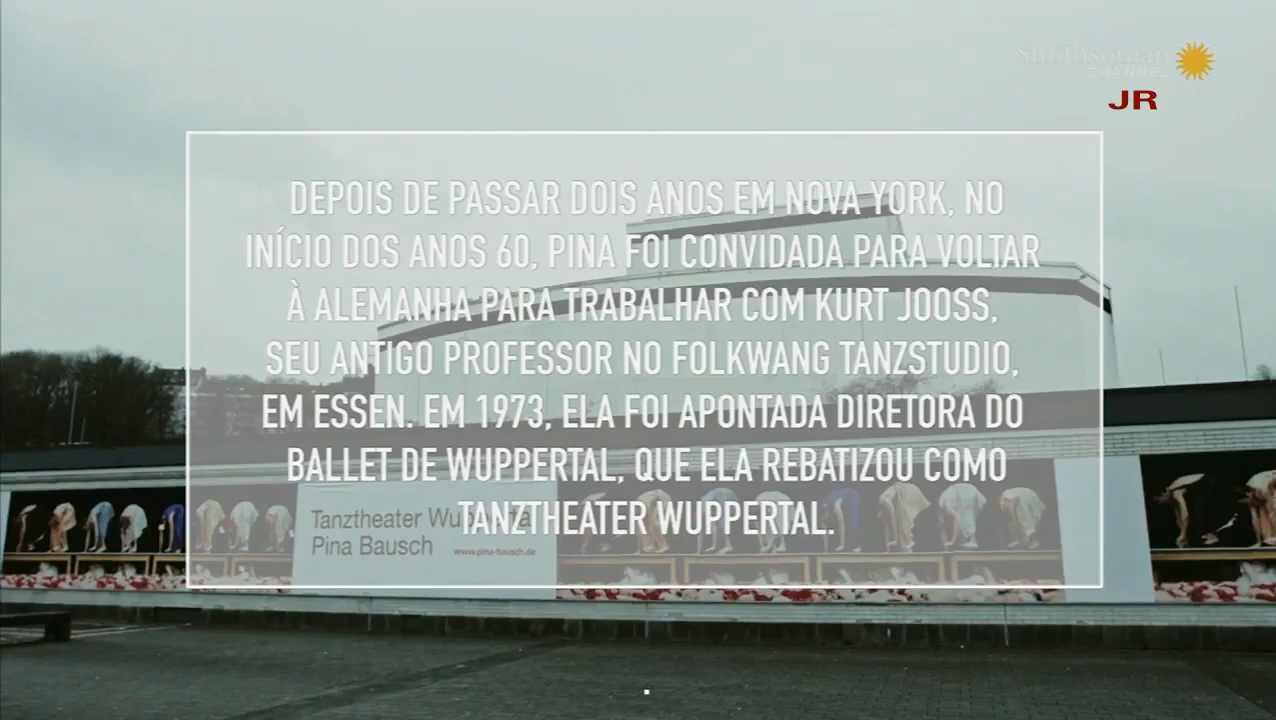 Smithsonian
CHANNEL
JR
DEPOIS DE PASSAR DOIS ANOS EM NOVA YORK, NO
INÍCIO DOS ANOS 60, PINA FOI CONVIDADA PARA VOLTAR
À ALEMANHA PARA TRABALHAR COM KURT JOOSS,
SEU ANTIGO PROFESSOR NO FOLKWANG TANZSTUDIO,
EM ESSEN. EM 1973, ELA FOI APONTADA DIRETORA DO
BALLET DE WUPPERTAL, QUE ELA REBATIZOU COMO
TANZTHEATER WUPPERTAL.
Tanztheater Wuppertal
Pina Bausch
www.pina-bausch.de